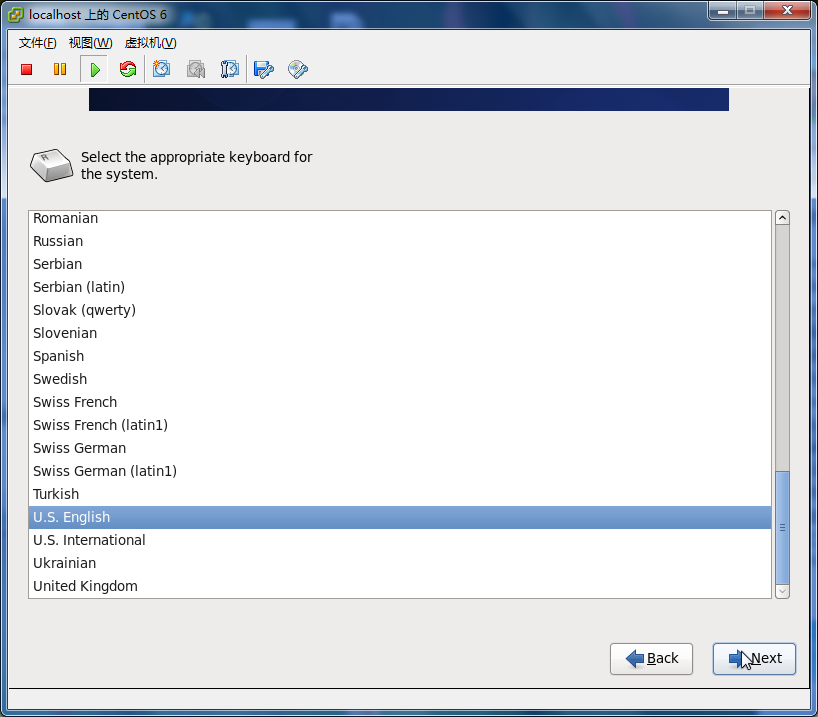 localhost 上的 CentOS 6
文件(F) 视图(W) 虚拟机(V)
R
Select the appropriate keyboard for
the system.
Romanian
Russian
Serbian
Serbian (latin)
Slovak (qwerty)
Slovenian
Spanish
Swedish
Swiss French
Swiss French (latin1)
Swiss German
Swiss German (latin1)
Turkish
U.S. English
U.S. International
Ukrainian
United Kingdom
Back Next